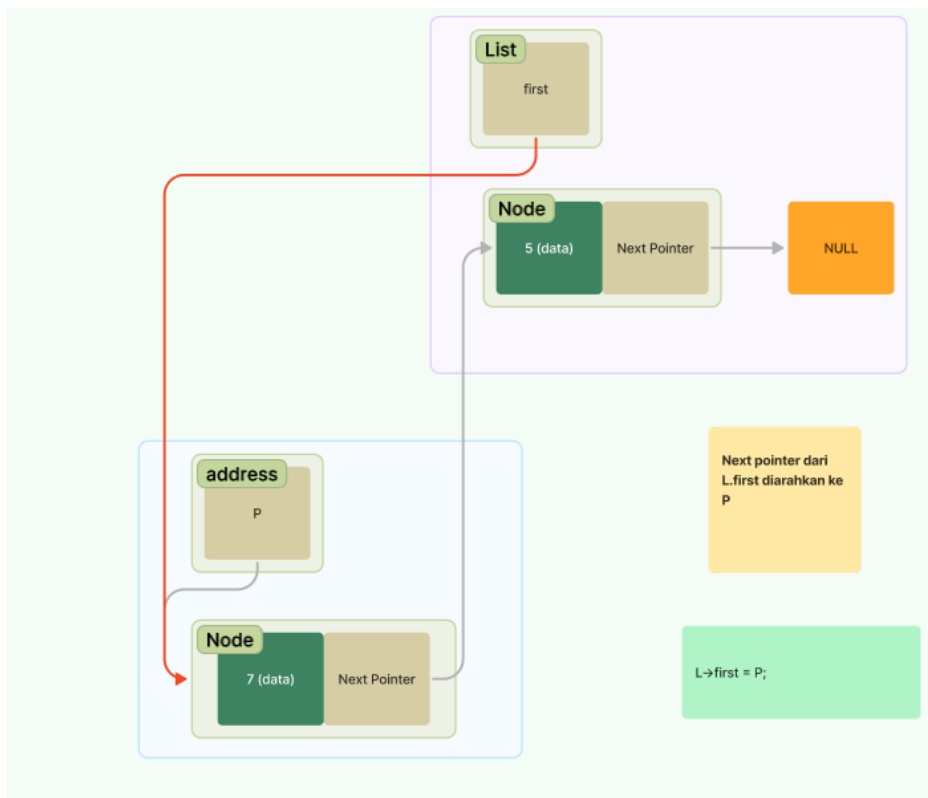 List
first
Node
5 (data)
Next Pointer
NULL
address
P
Node
7 (data)
Next Pointer
Next pointer dari
L.first diarahkan ke
P
L→first = P;